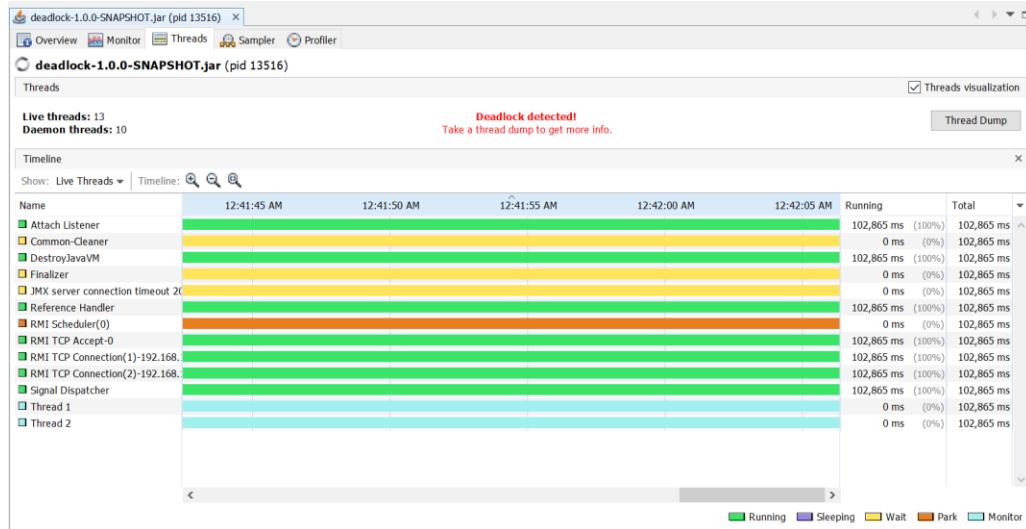 deadlock-1.0.0-SNAPSHOT.jar (pid 13516) ×
Overview Monitor Threads Sampler Profiler
deadlock-1.0.0-SNAPSHOT.jar (pid 13516)
Threads Threads visualization
Live threads: 13
Daemon threads: 10
Deadlock detected!
Take a thread dump to get more info.
Thread Dump
Timeline ×
Show: Live Threads Timeline:
Name 12:41:45 AM 12:41:50 AM 12:41:55 AM 12:42:00 AM 12:42:05 AM Running Total
Attach Listener 102,865 ms (100%) 102,865 ms
Common-Cleaner 0 ms (0%) 102,865 ms
DestroyJavaVM 102,865 ms (100%) 102,865 ms
Finalizer 0 ms (0%) 102,865 ms
JMX server connection timeout 20 0 ms (0%) 102,865 ms
Reference Handler 102,865 ms (100%) 102,865 ms
RMI Scheduler(0) 0 ms (0%) 102,865 ms
RMI TCP Accept-0 102,865 ms (100%) 102,865 ms
RMI TCP Connection(1)-192.168. 102,865 ms (100%) 102,865 ms
RMI TCP Connection(2)-192.168. 102,865 ms (100%) 102,865 ms
Signal Dispatcher 102,865 ms (100%) 102,865 ms
Thread 1 0 ms (0%) 102,865 ms
Thread 2 0 ms (0%) 102,865 ms
Running Sleeping Wait Park Monitor